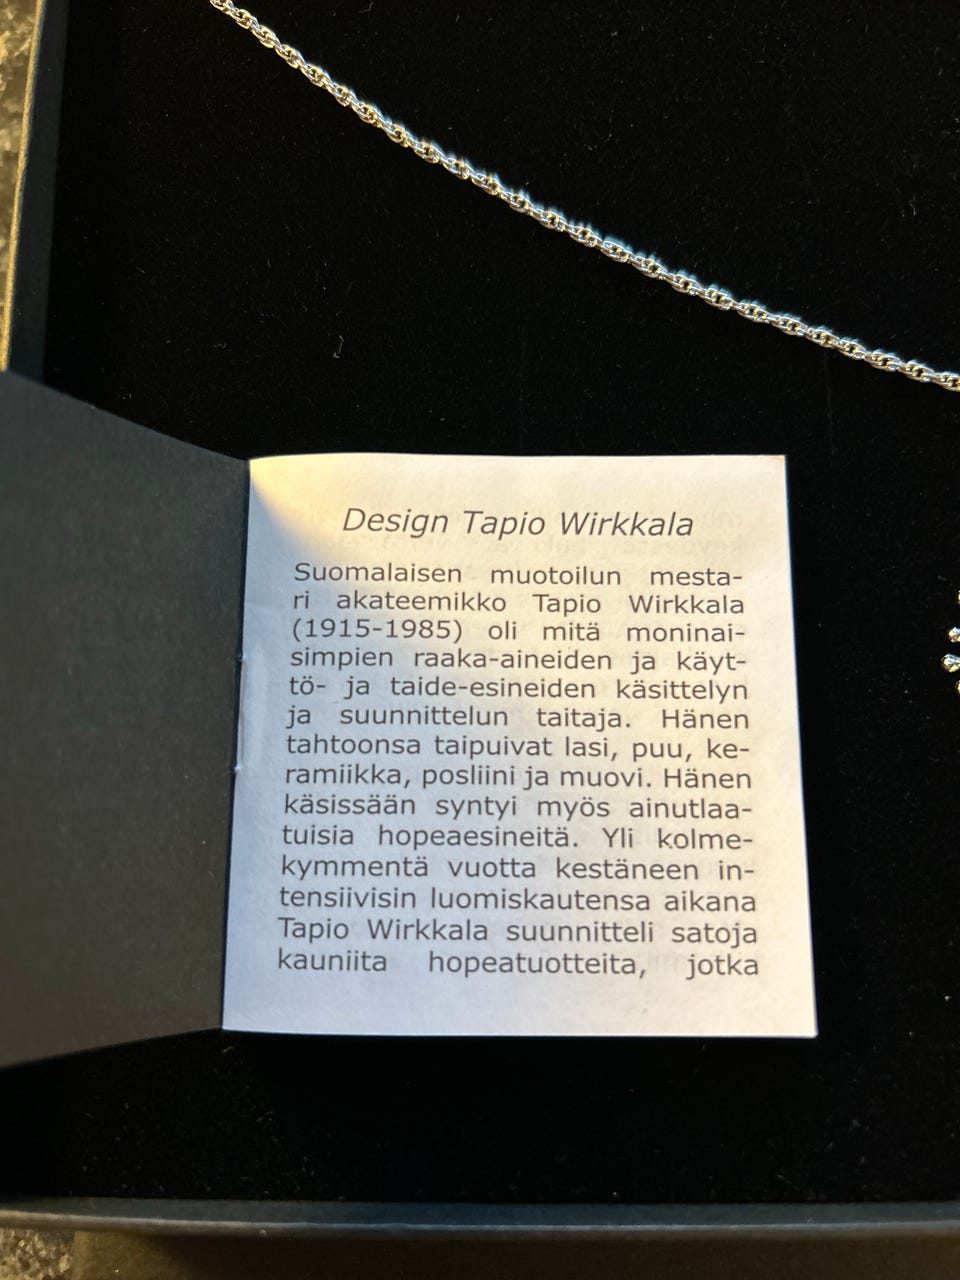 Design Tapio Wirkkala
Suomalaisen muotoilun mesta-
ri akateemikko Tapio Wirkkala
(1915-1985) oli mitä moninai-
simpien raaka-aineiden ja käyt-
tö- ja taide-esineiden käsittelyn
ja suunnittelun taitaja. Hänen
tahtoonsa taipuivat lasi, puu, ke-
ramiikka, posliini ja muovi. Hänen
käsissään syntyi myös ainutlaa-
tuisia hopeaesineitä. Yli kolme-
kymmentä vuotta kestäneen in-
tensiivisin luomiskautensa aikana
Tapio Wirkkala suunnitteli satoja
kauniita hopeatuotteita, jotka